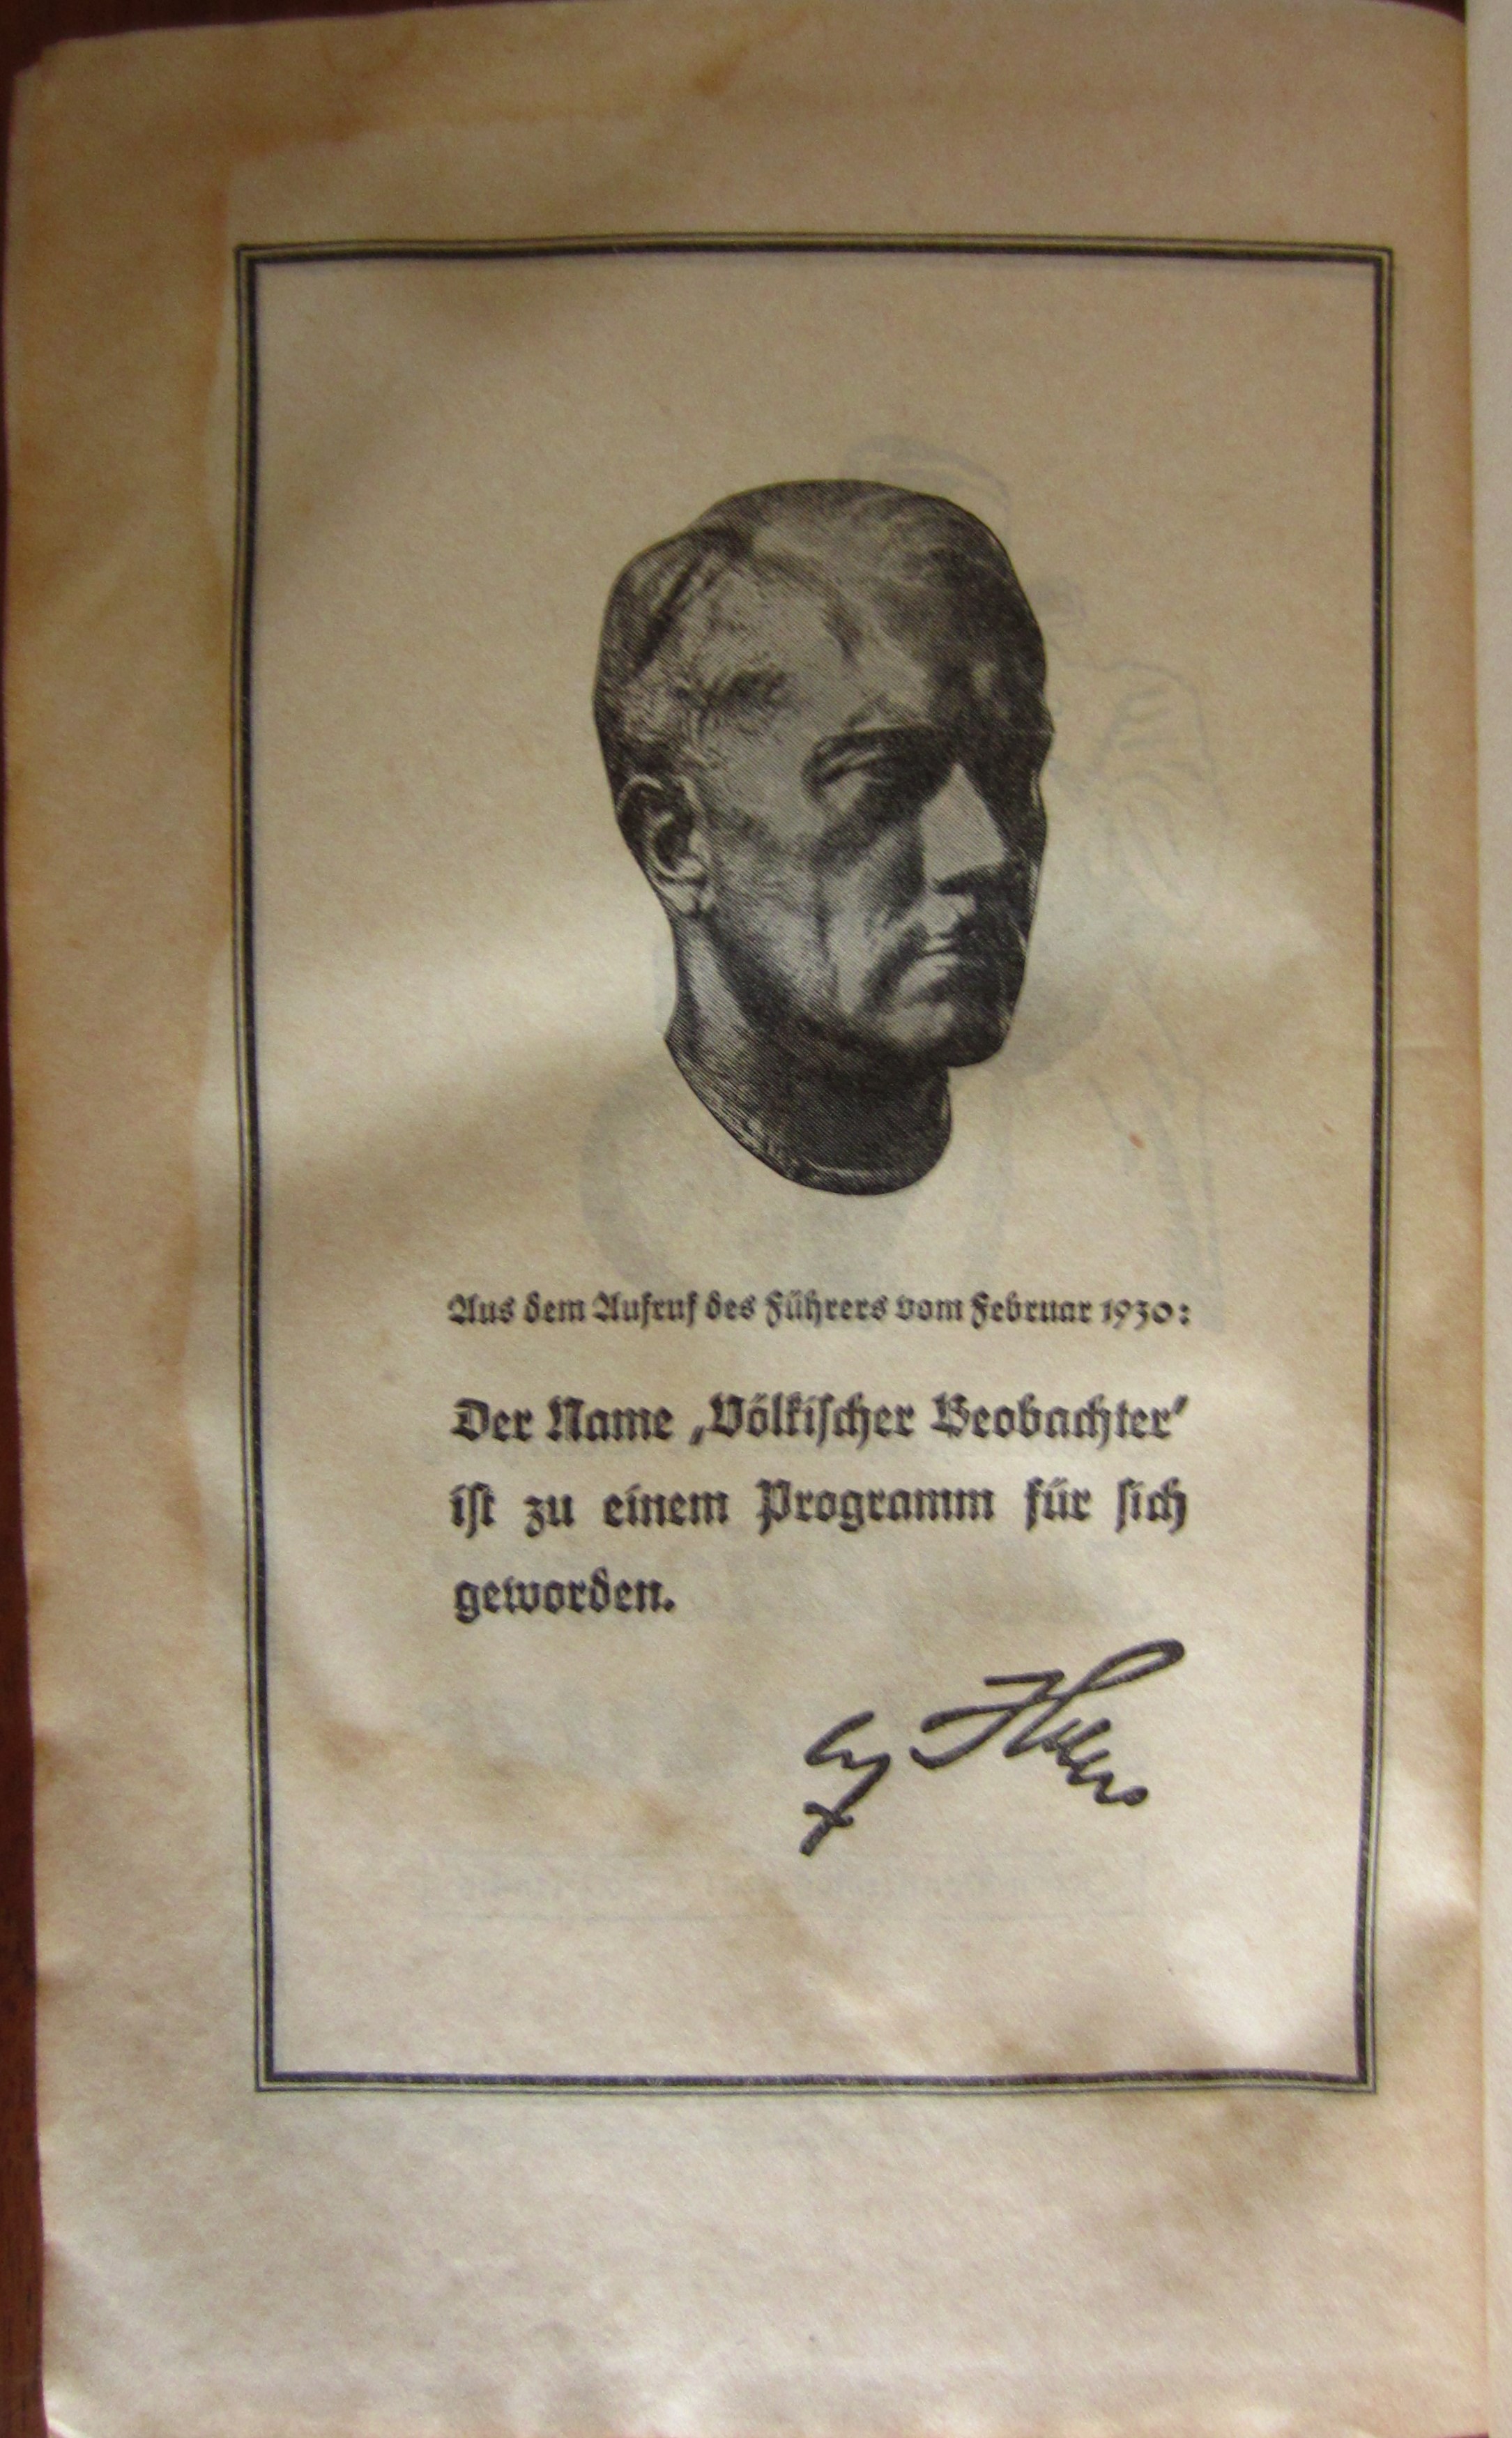 Aus dem Aufruf des Führers vom Februar 1930:
Der Name „Völkischer Beobachter“
ist zu einem Programm für sich
geworden.